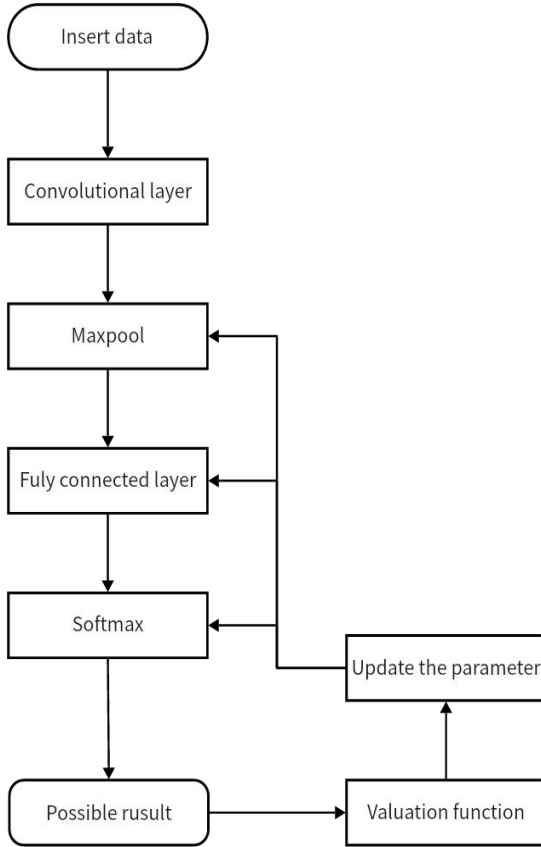 Insert data
Convolutional layer
Maxpool
Fuly connected layer
Softmax
Update the parameter
Possible rusult
Valuation function